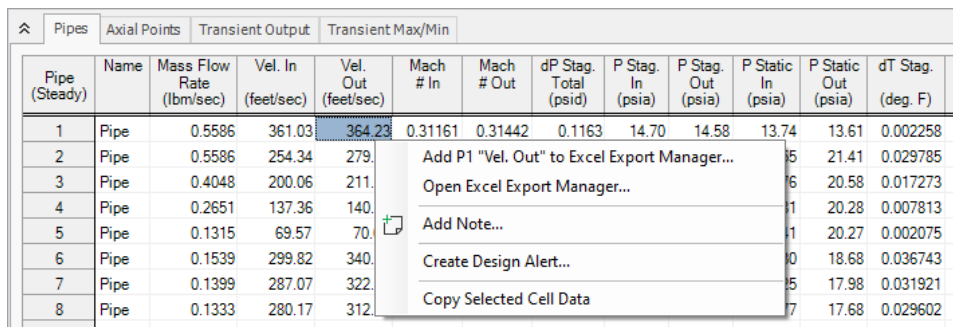 Pipes Axial Points Transient Output Transient Max/Min
Pipe (Steady) Name Mass Flow Rate (lbm/sec) Vel. In (feet/sec) Vel. Out (feet/sec) Mach # In Mach # Out dP Stag. Total (psid) P Stag. In (psia) P Stag. Out (psia) P Static In (psia) P Static Out (psia) dT Stag. (deg. F)
1 Pipe 0.5586 361.03 364.23 0.31161 0.31442 0.1163 14.70 14.58 13.74 13.61 0.002258
2 Pipe 0.5586 254.34 279. 21.41 0.029785
3 Pipe 0.4048 200.06 211. 20.58 0.017273
4 Pipe 0.2651 137.36 140. 20.28 0.007813
5 Pipe 0.1315 69.57 70. 20.27 0.002075
6 Pipe 0.1539 299.82 340. 18.68 0.036743
7 Pipe 0.1399 287.07 322. 17.98 0.031921
8 Pipe 0.1333 280.17 312. 17.68 0.029602
Add P1 "Vel. Out" to Excel Export Manager...
Open Excel Export Manager...
Add Note...
Create Design Alert...
Copy Selected Cell Data